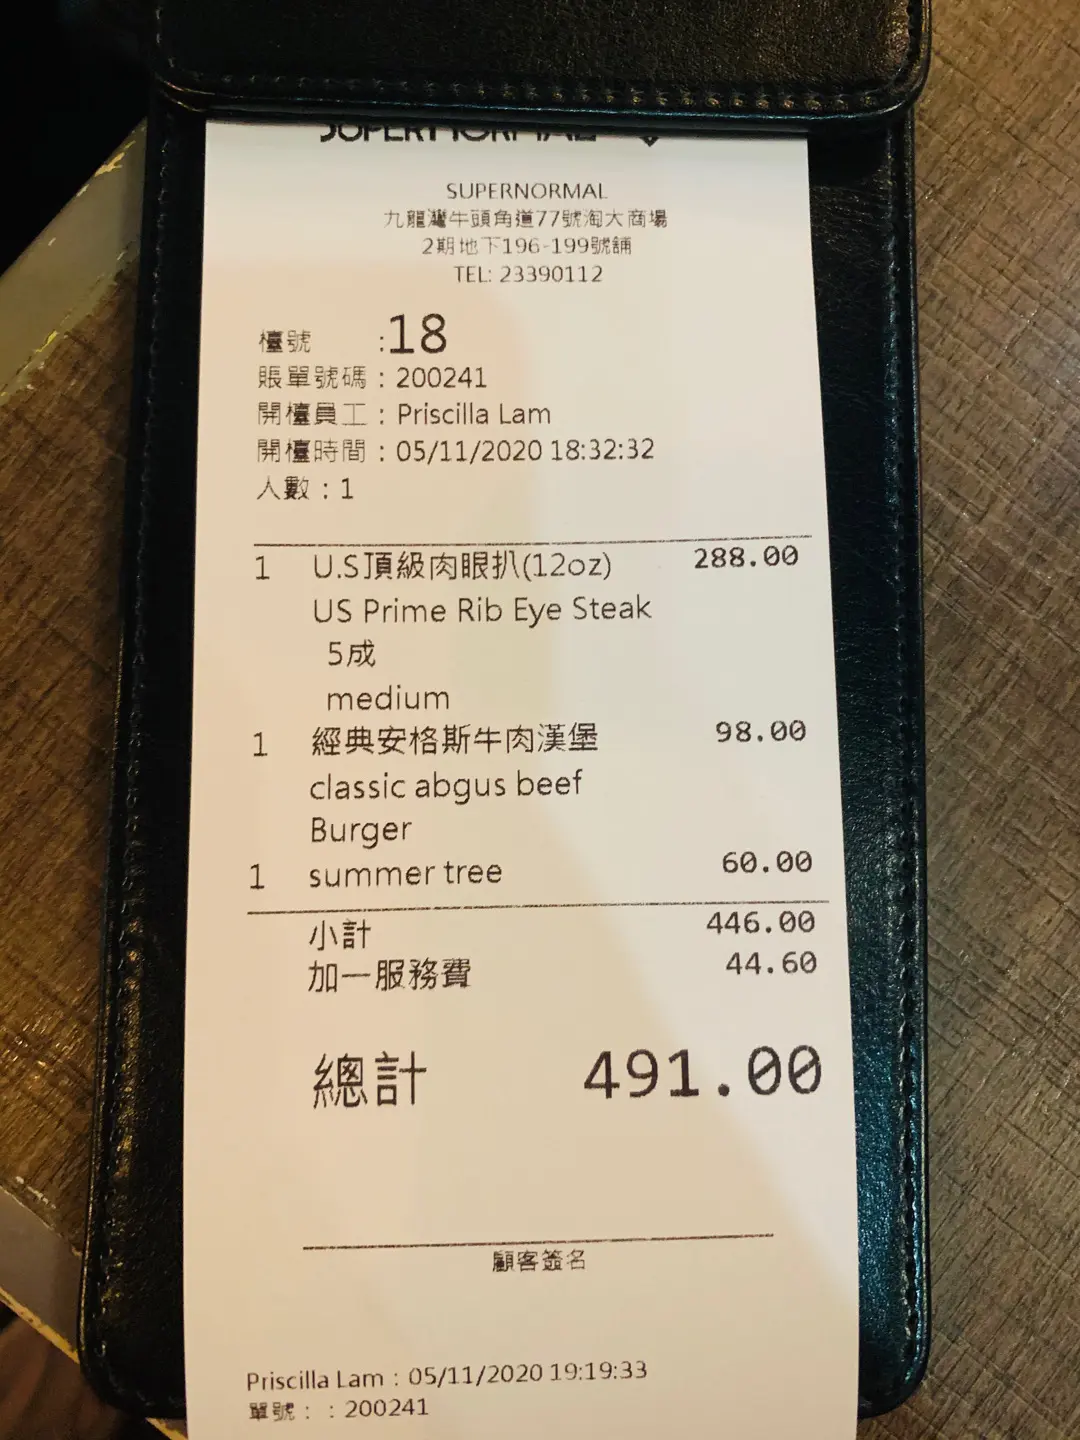 SUPERNORMAL
SUPERNORMAL
九龍灣牛頭角道77號淘大商場
2期地下196-199號舖
TEL: 23390112
檯號 :18
賬單號碼 : 200241
開檯員工 : Priscilla Lam
開檯時間 : 05/11/2020 18:32:32
人數 : 1
1 U.S頂級肉眼扒(12oz) 288.00
US Prime Rib Eye Steak
5成
medium
1 經典安格斯牛肉漢堡 98.00
classic abgus beef
Burger
1 summer tree 60.00
小計 446.00
加一服務費 44.60
總計 491.00
顧客簽名
Priscilla Lam : 05/11/2020 19:19:33
單號 : : 200241